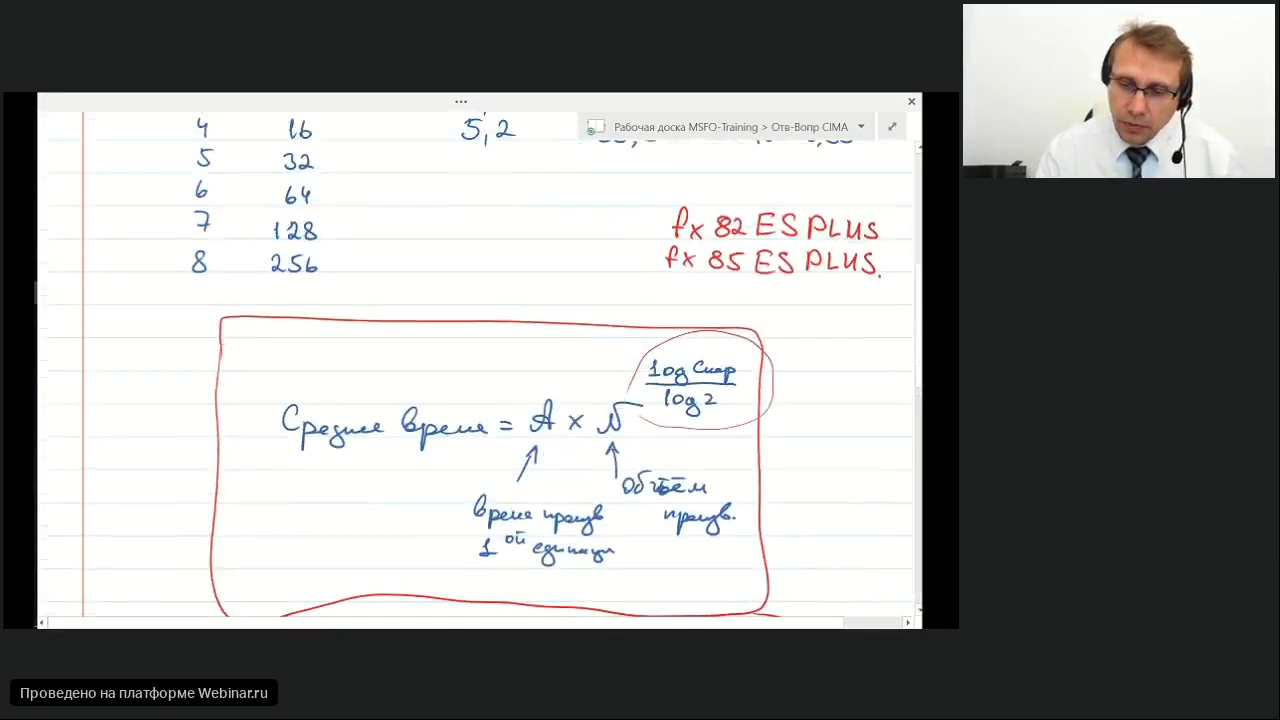 ...
Рабочая доска MSFO-Training > Отв-Вопр CIMA
4 16 5,2
5 32
6 64
7 128
8 256
fx 82 ES PLUS
fx 85 ES PLUS.
Среднее время = A x N
log Скор
log 2
Объём
произв.
время произв
1 ой единицы
Проведено на платформе Webinar.ru